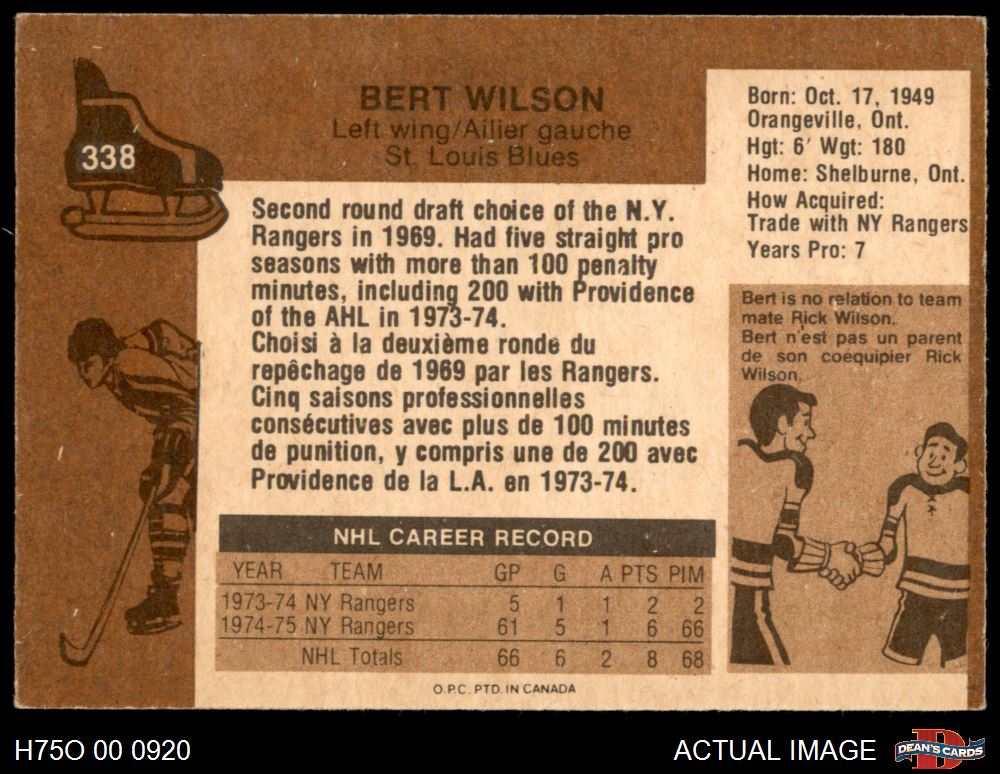 338
BERT WILSON
Left wing/Ailier gauche
St. Louis Blues
Born: Oct. 17, 1949
Orangeville, Ont.
Hgt: 6' Wgt: 180
Home: Shelburne, Ont.
How Acquired:
Trade with NY Rangers
Years Pro: 7
Second round draft choice of the N.Y.
Rangers in 1969. Had five straight pro
seasons with more than 100 penalty
minutes, including 200 with Providence
of the AHL in 1973-74.
Choisi à la deuxième ronde du
repêchage de 1969 par les Rangers.
Cinq saisons professionnelles
consécutives avec plus de 100 minutes
de punition, y compris une de 200 avec
Providence de la L.A. en 1973-74.
Bert is no relation to team
mate Rick Wilson.
Bert n'est pas un parent
de son coéquipier Rick
Wilson.
NHL CAREER RECORD
YEAR TEAM GP G A PTS PIM
1973-74 NY Rangers 5 1 1 2 2
1974-75 NY Rangers 61 5 1 6 66
NHL Totals 66 6 2 8 68
O.P.C. PTD. IN CANADA
H75O 00 0920
ACTUAL IMAGE
D
DEAN'S CARDS